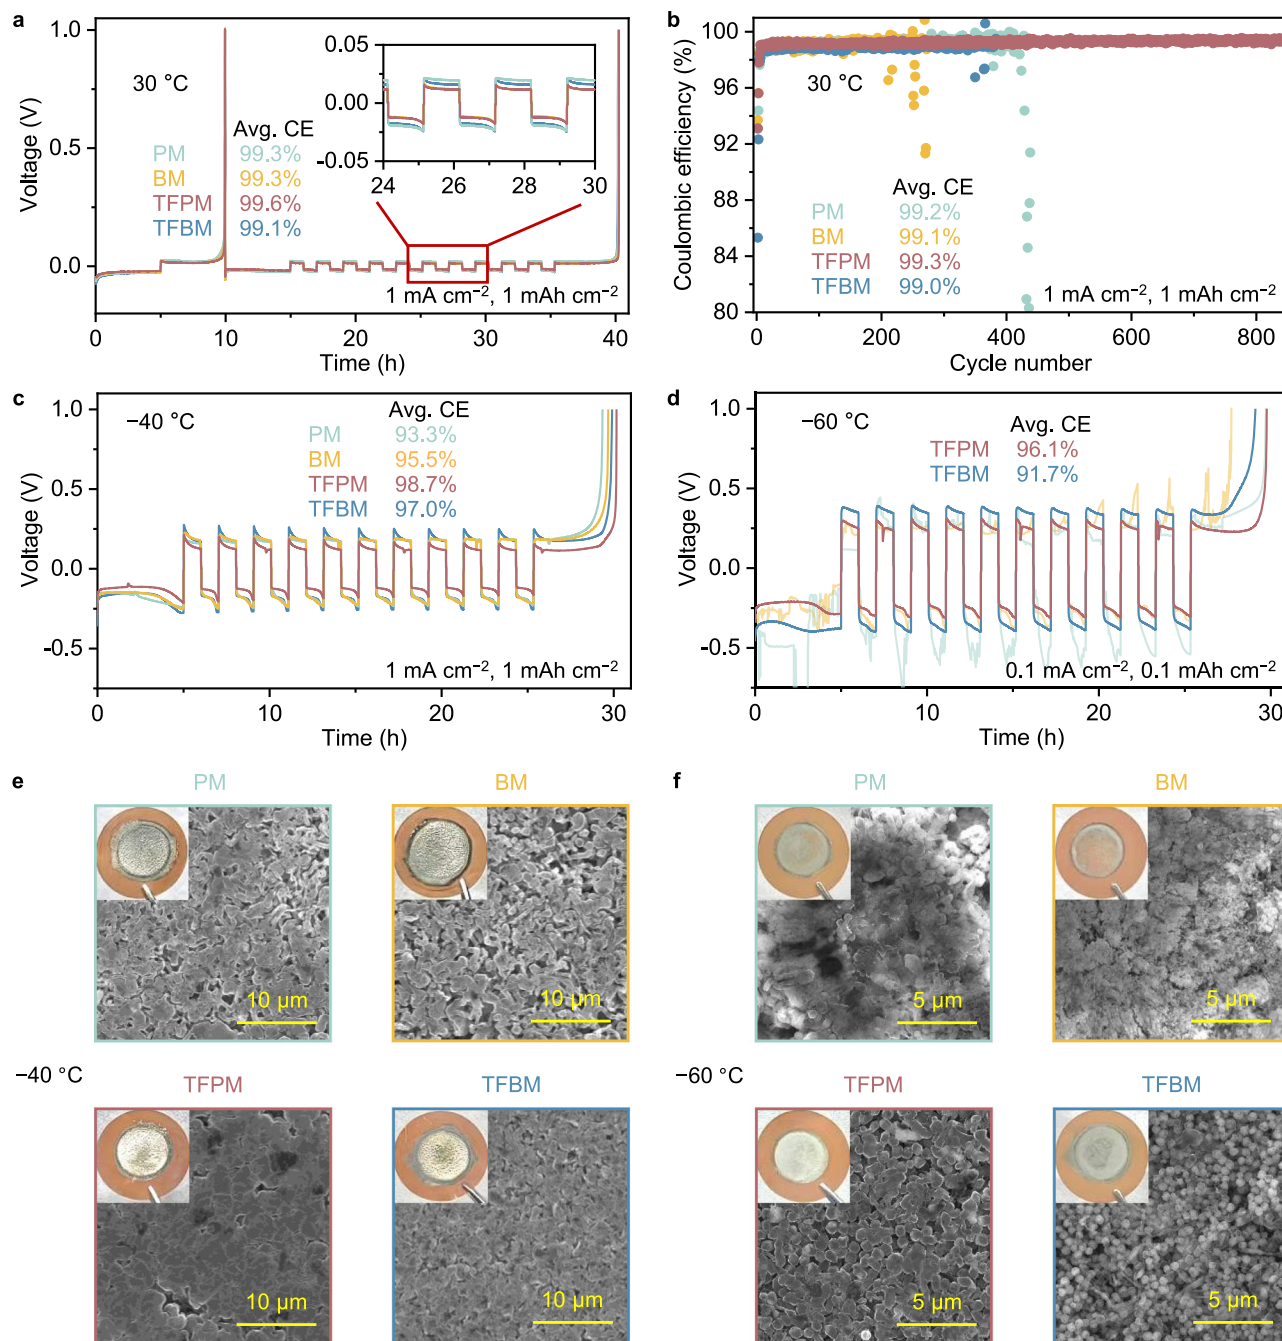 a
1.0
0.5
0.0
Voltage (V)
30 °C
Avg. CE
PM 99.3%
BM 99.3%
TFPM 99.6%
TFBM 99.1%
0.05
0.00
-0.05
24 26 28 30
1 mA cm⁻², 1 mAh cm⁻²
0 10 20 30 40
Time (h)
b
100
96
92
88
84
80
Coulombic efficiency (%)
30 °C
Avg. CE
PM 99.2%
BM 99.1%
TFPM 99.3%
TFBM 99.0%
1 mA cm⁻², 1 mAh cm⁻²
0 200 400 600 800
Cycle number
c
1.0
0.5
0.0
-0.5
Voltage (V)
−40 °C
Avg. CE
PM 93.3%
BM 95.5%
TFPM 98.7%
TFBM 97.0%
1 mA cm⁻², 1 mAh cm⁻²
0 10 20 30
Time (h)
d
1.0
0.5
0.0
-0.5
Voltage (V)
−60 °C
Avg. CE
TFPM 96.1%
TFBM 91.7%
0.1 mA cm⁻², 0.1 mAh cm⁻²
0 10 20 30
Time (h)
e
PM
10 µm
BM
10 µm
−40 °C
TFPM
10 µm
TFBM
10 µm
f
PM
5 µm
BM
5 µm
−60 °C
TFPM
5 µm
TFBM
5 µm